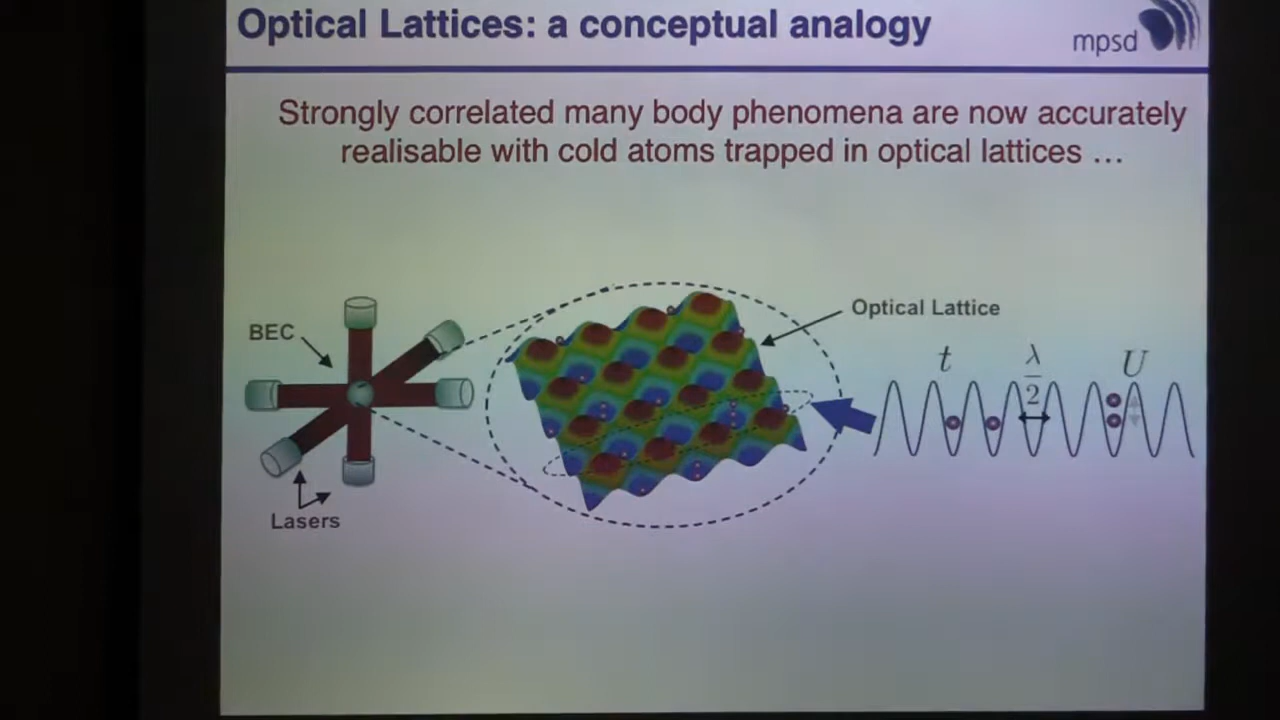 Optical Lattices: a conceptual analogy
mpsd
Strongly correlated many body phenomena are now accurately
realisable with cold atoms trapped in optical lattices ...
BEC
Optical Lattice
t
λ
2
U
Lasers